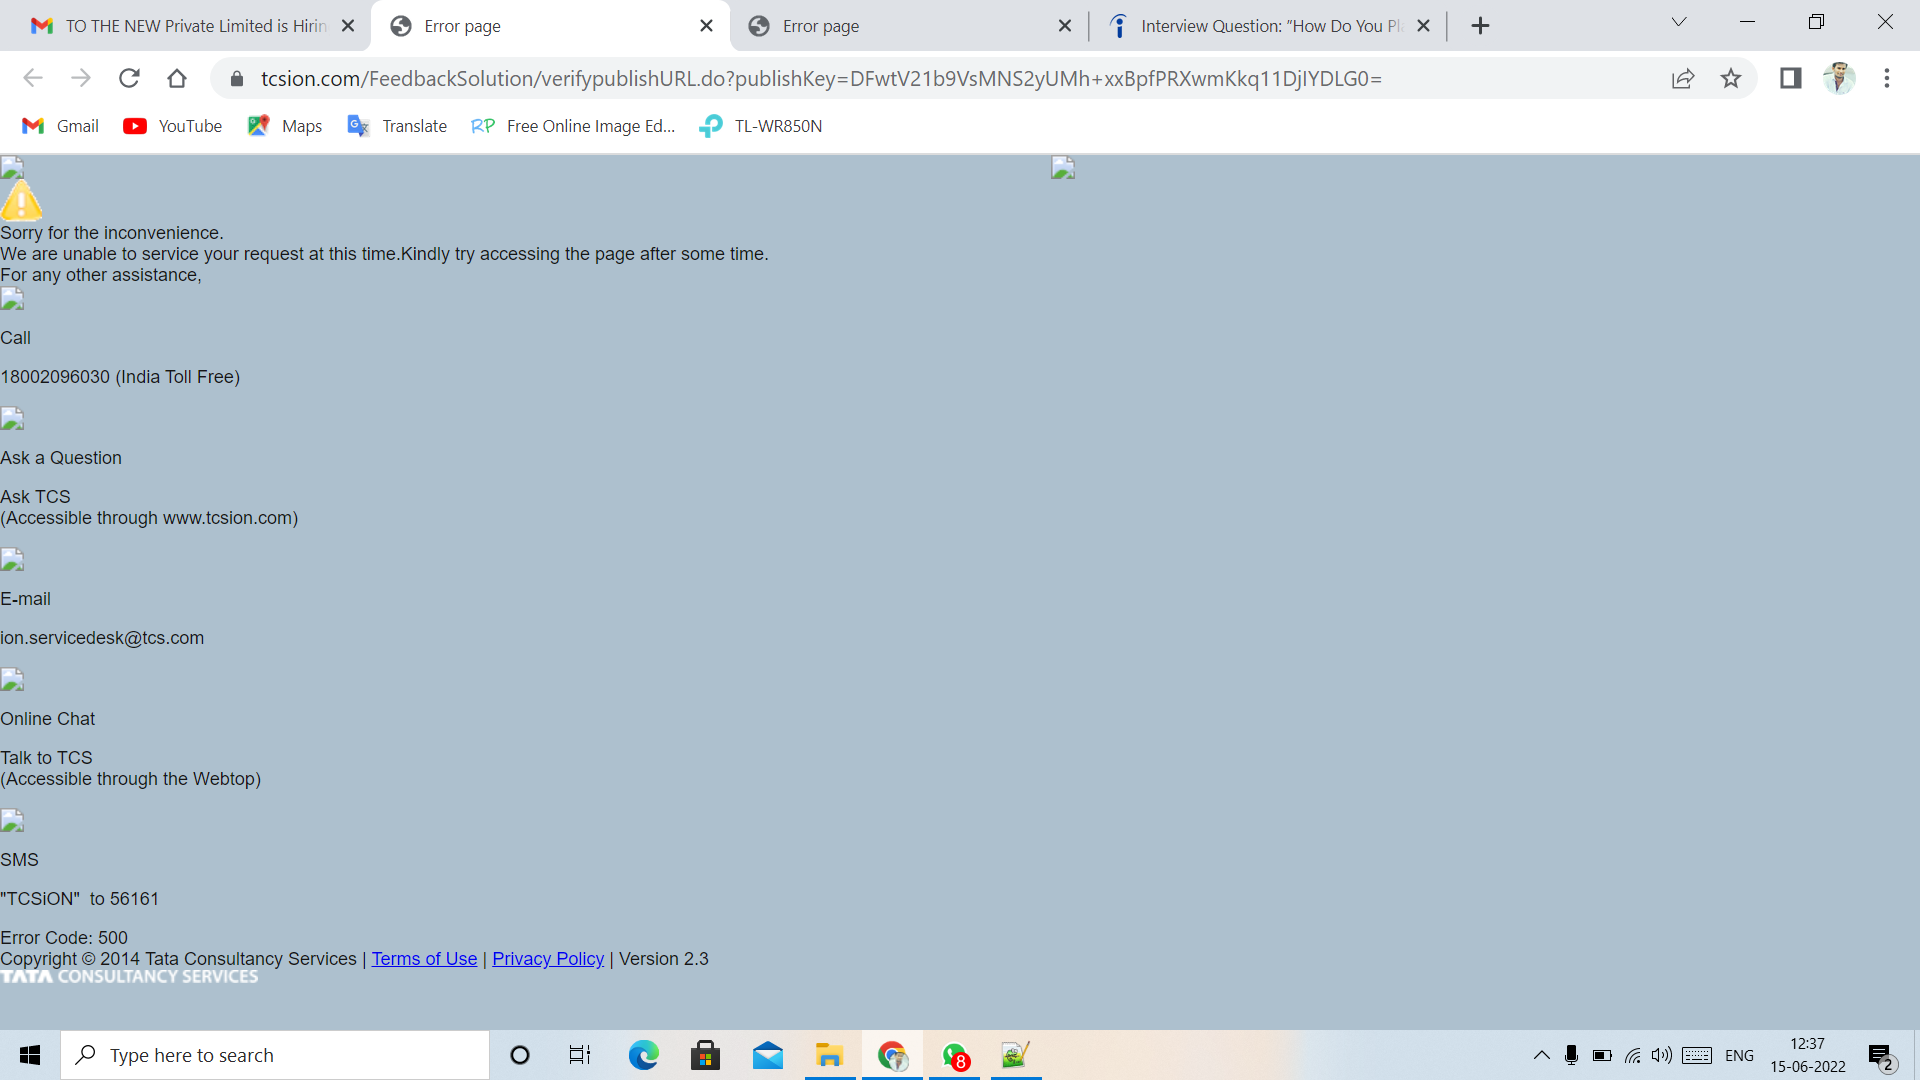 TO THE NEW Private Limited is Hirin
Error page
Error page
Interview Question: "How Do You Pla
tcsion.com/FeedbackSolution/verifypublishURL.do?publishKey=DFwtV21b9VsMNS2yUMh+xxBpfPRXwmKkq11DjIYDLG0=
Gmail
YouTube
Maps
Translate
RP Free Online Image Ed...
TL-WR850N
Sorry for the inconvenience.
We are unable to service your request at this time.Kindly try accessing the page after some time.
For any other assistance,
Call
18002096030 (India Toll Free)
Ask a Question
Ask TCS
(Accessible through www.tcsion.com)
E-mail
ion.servicedesk@tcs.com
Online Chat
Talk to TCS
(Accessible through the Webtop)
SMS
"TCSiON"  to 56161
Error Code: 500
Copyright © 2014 Tata Consultancy Services | Terms of Use | Privacy Policy | Version 2.3
TATA CONSULTANCY SERVICES
Type here to search
8
ENG
12:37
15-06-2022
2